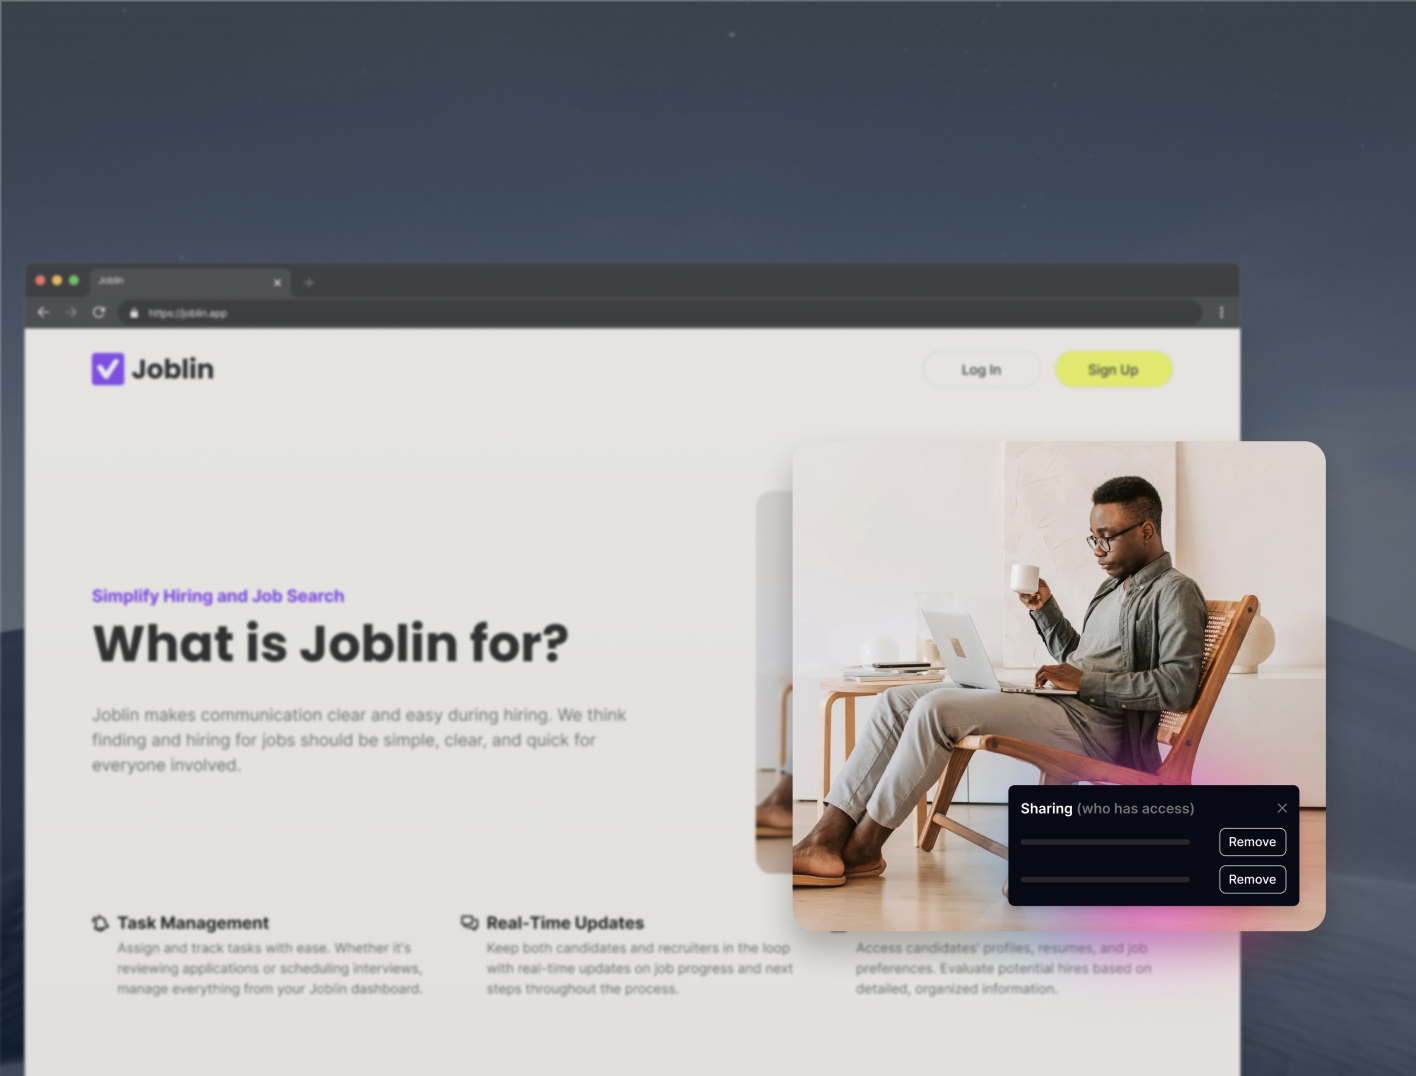 Joblin
https://joblin.app
Joblin
Log In
Sign Up
Simplify Hiring and Job Search
What is Joblin for?
Joblin makes communication clear and easy during hiring. We think
finding and hiring for jobs should be simple, clear, and quick for
everyone involved.
Sharing (who has access)
Remove
Remove
Task Management
Assign and track tasks with ease. Whether it's
reviewing applications or scheduling interviews,
manage everything from your Joblin dashboard.
Real-Time Updates
Keep both candidates and recruiters in the loop
with real-time updates on job progress and next
steps throughout the process.
Access candidates' profiles, resumes, and job
preferences. Evaluate potential hires based on
detailed, organized information.